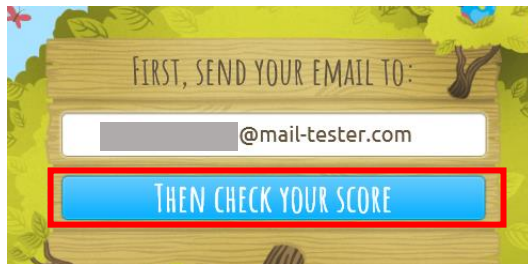 FIRST, SEND YOUR EMAIL TO:
@mail-tester.com
THEN CHECK YOUR SCORE